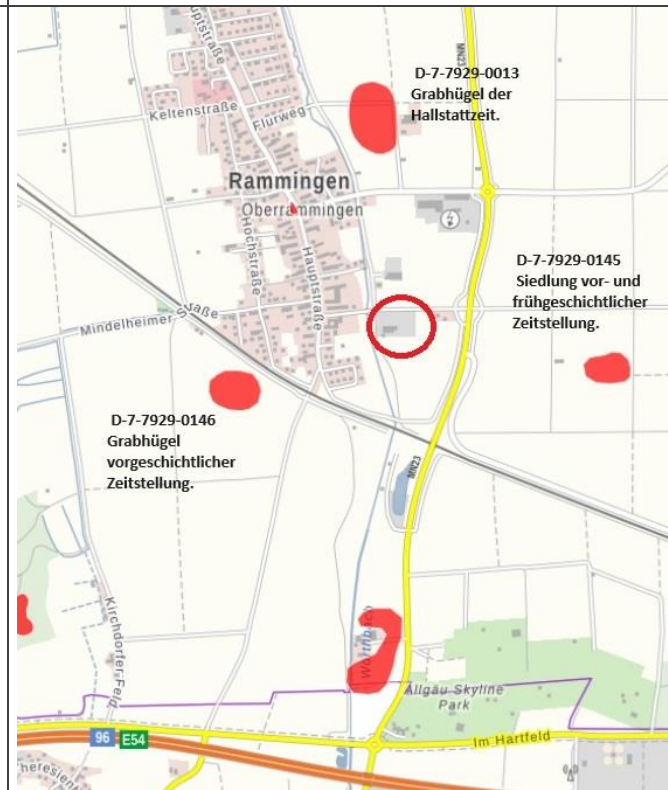 Hauptstraße
MN23
D-7-7929-0013
Grabhügel der
Hallstattzeit.
Keltenstraße
Flurweg
Rammingen
Oberrammingen
Hochstraße
Hauptstraße
D-7-7929-0145
Siedlung vor- und
frühgeschichtlicher
Zeitstellung.
Mindelheimer Straße
D-7-7929-0146
Grabhügel
vorgeschichtlicher
Zeitstellung.
MN23
Kirchdorfer Feld
Allgäu Skyline
Park
96
E54
Im Hartfeld